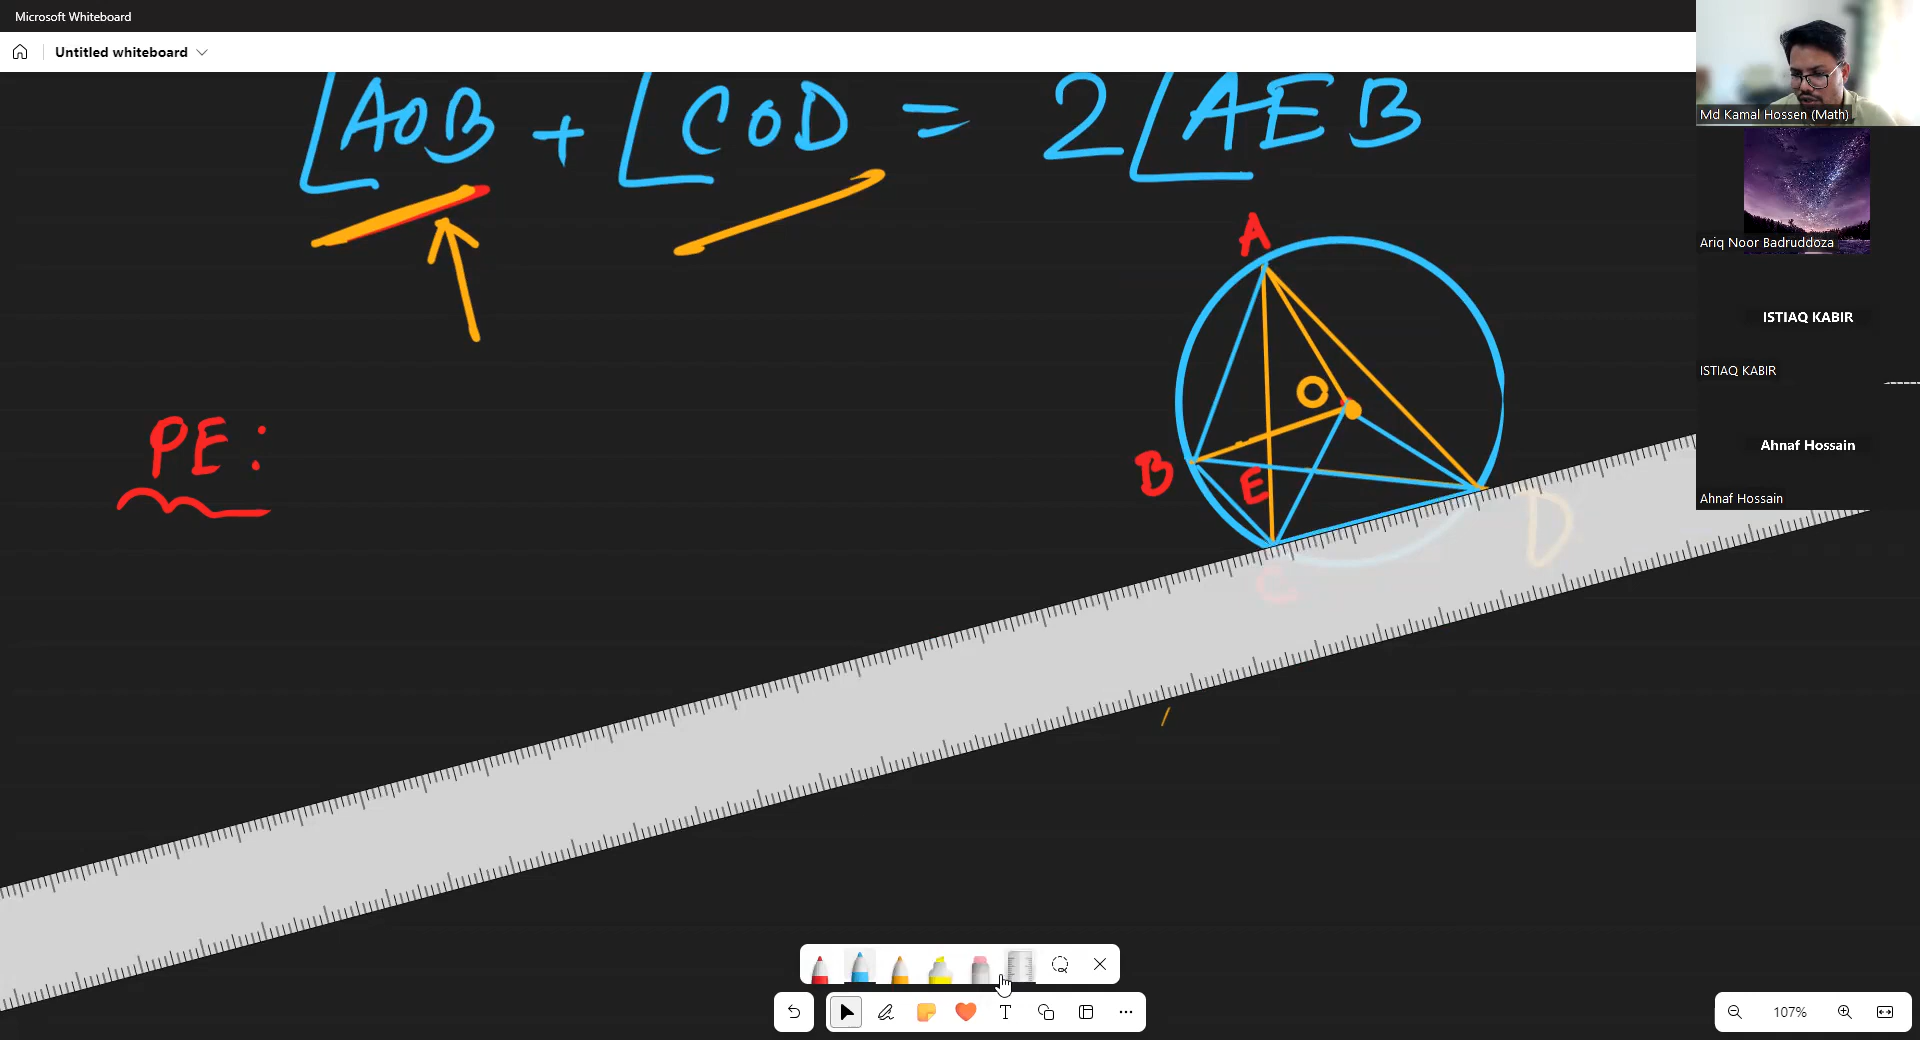 Microsoft Whiteboard
Untitled whiteboard
∠AOB + ∠COD = 2∠AEB
Md Kamal Hossen (Math)
Ariq Noor Badruddoza
ISTIAQ KABIR
ISTIAQ KABIR
Ahnaf Hossain
Ahnaf Hossain
A
O
B
E
D
C
PE:
T
107%